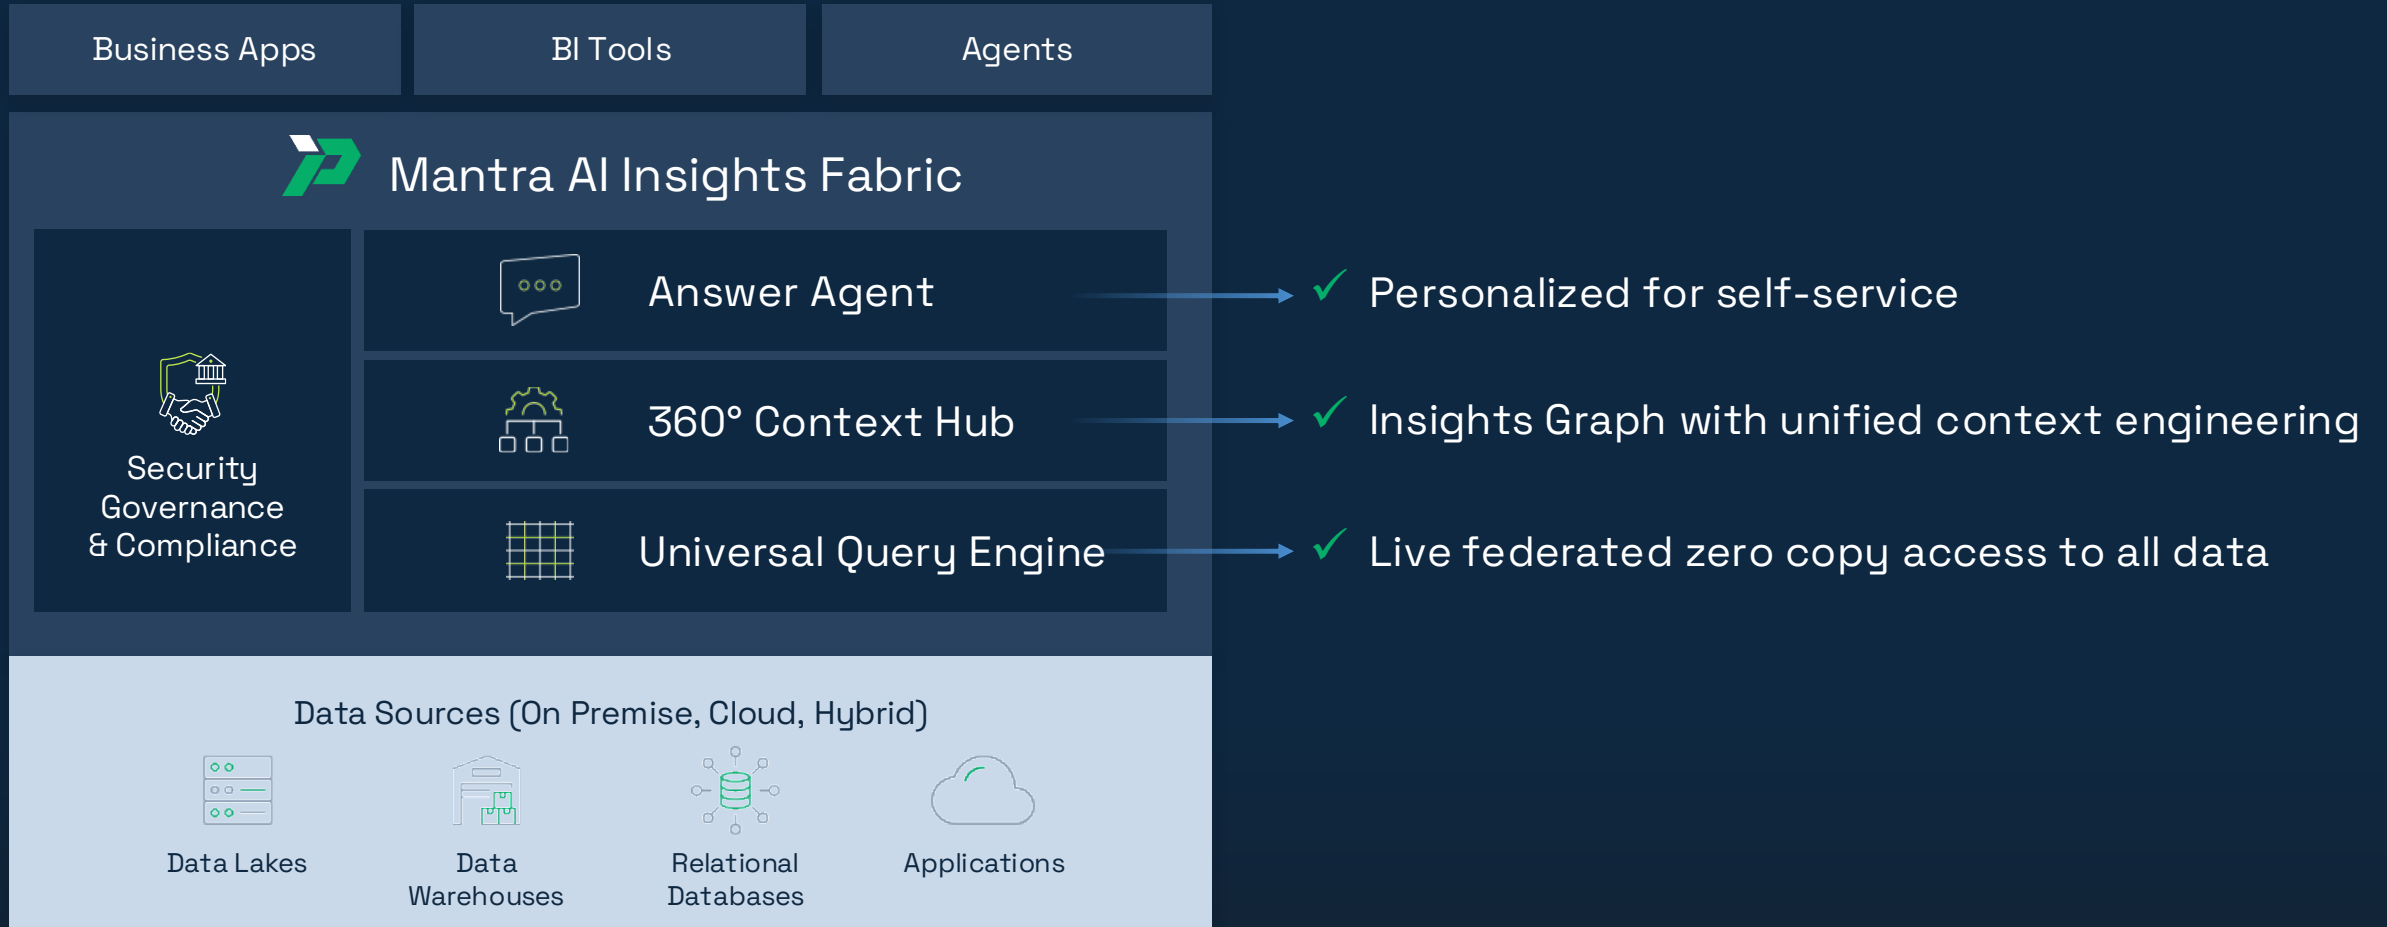 Business Apps
BI Tools
Agents
Mantra AI Insights Fabric
Security
Governance
& Compliance
Answer Agent
Personalized for self-service
360° Context Hub
Insights Graph with unified context engineering
Universal Query Engine
Live federated zero copy access to all data
Data Sources (On Premise, Cloud, Hybrid)
Data Lakes
Data
Warehouses
Relational
Databases
Applications